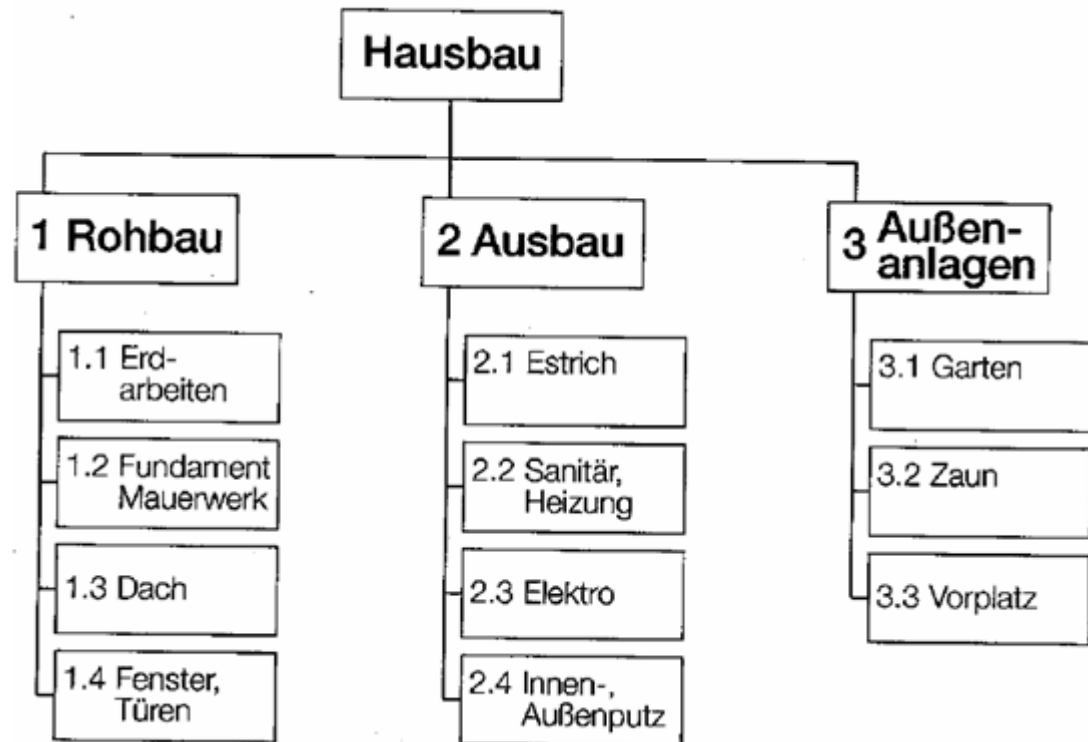 Hausbau
1 Rohbau
1.1 Erd-
arbeiten
1.2 Fundament
Mauerwerk
1.3 Dach
1.4 Fenster,
Türen
2 Ausbau
2.1 Estrich
2.2 Sanitär,
Heizung
2.3 Elektro
2.4 Innen-,
Außenputz
3 Außen-
anlagen
3.1 Garten
3.2 Zaun
3.3 Vorplatz